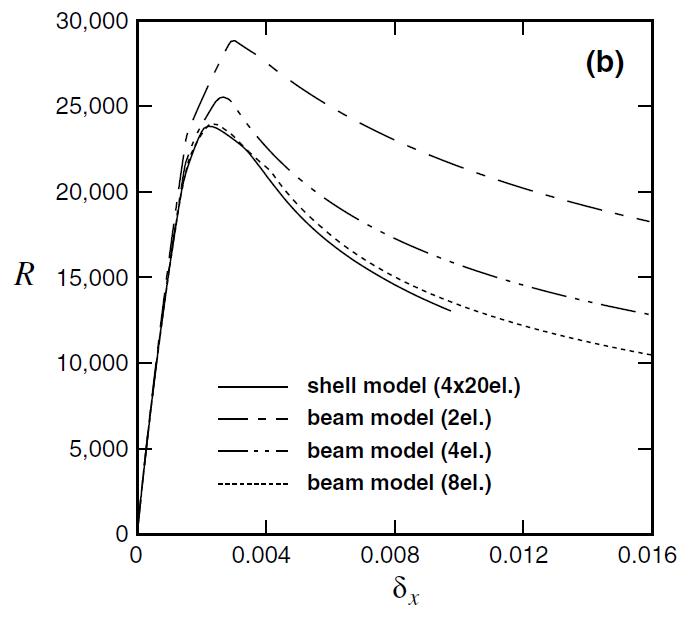 30,000
(b)
25,000
20,000
R
15,000
10,000
shell model (4x20el.)
beam model (2el.)
beam model (4el.)
5,000
beam model (8el.)
0
0 0.004 0.008 0.012 0.016
δx